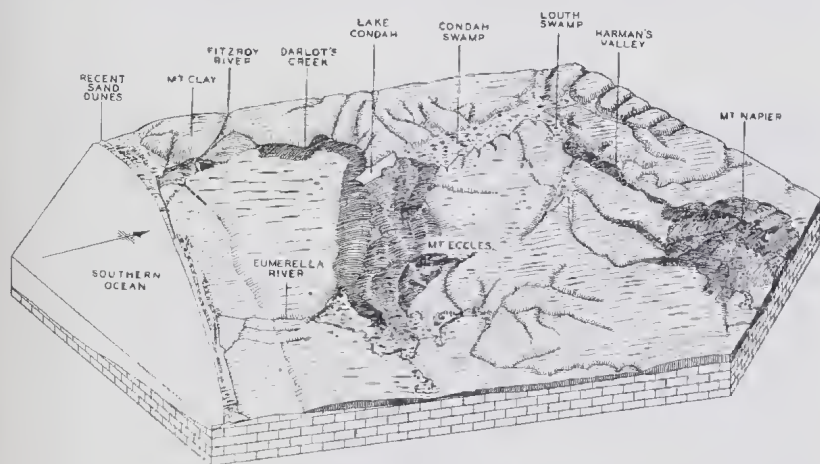 LAKE
CONDAH
CONDAH
SWAMP
LOUTH
SWAMP
HARMAN'S
VALLEY
FITZROY
RIVER
DARLOT'S
CREEK
RECENT
SAND
DUNES
MT CLAY
MT NAPIER
MT ECCLES
EUMERELLA
RIVER
SOUTHERN
OCEAN